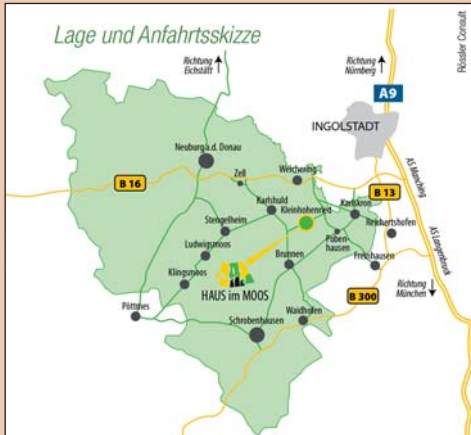 Lage und Anfahrtsskizze
Rössler Consult
Richtung
Eichstätt
Richtung
Nürnberg
A9
INGOLSTADT
Neuburg a.d. Donau
Zell
Weichering
AS Manching
B 16
B 13
Karlshuld
Kleinhohenried
Karlskron
Reichertshofen
Stengelheim
Poben-
hausen
AS Langenbruck
Ludwigsmoos
Brunnen
Freinhausen
Klingsmoos
HAUS im MOOS
Richtung
München
B 300
Pöttmes
Waidhofen
Schrobenhausen